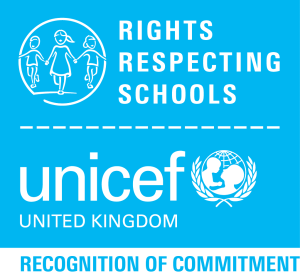 RIGHTS
RESPECTING
SCHOOLS
unicef
UNITED KINGDOM
RECOGNITION OF COMMITMENT